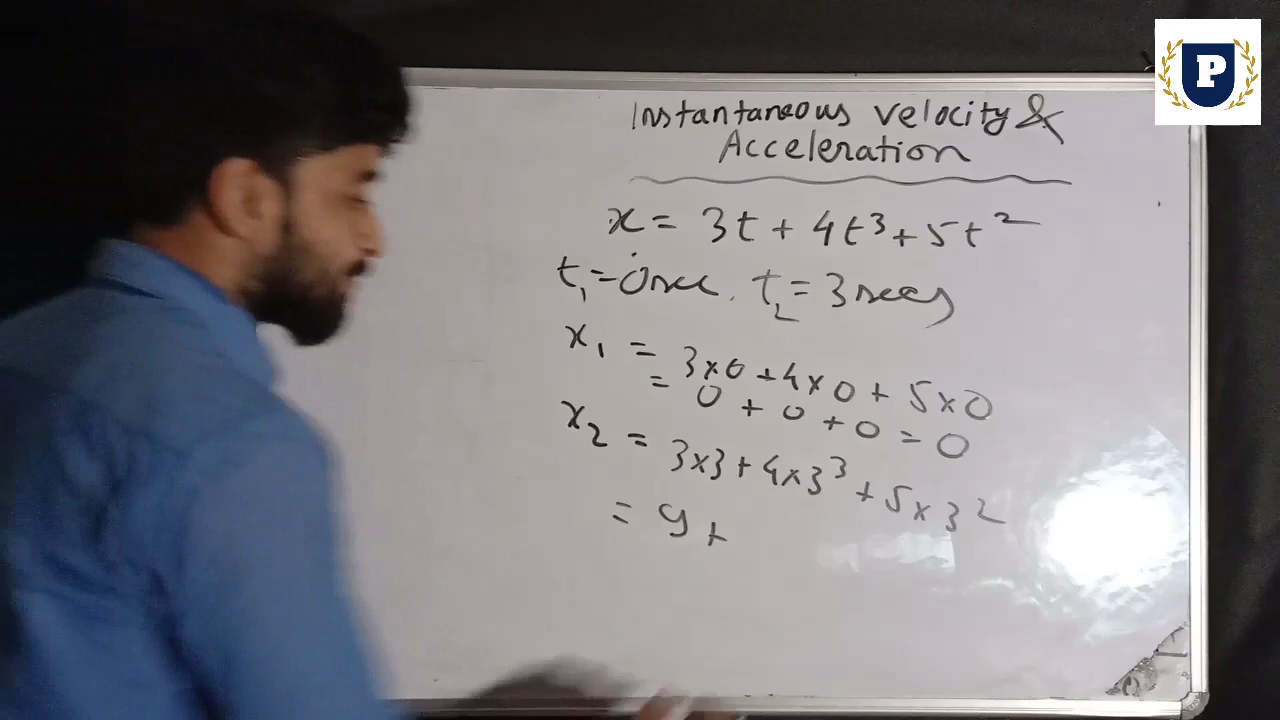 Instantaneous velocity &
Acceleration
x = 3t + 4t³ + 5t²
t₁ = 0sec, t₂ = 3secs
x₁ = 3×0 + 4×0 + 5×0
= 0 + 0 + 0 = 0
x₂ = 3×3 + 4×3³ + 5×3²
= 9 +
P